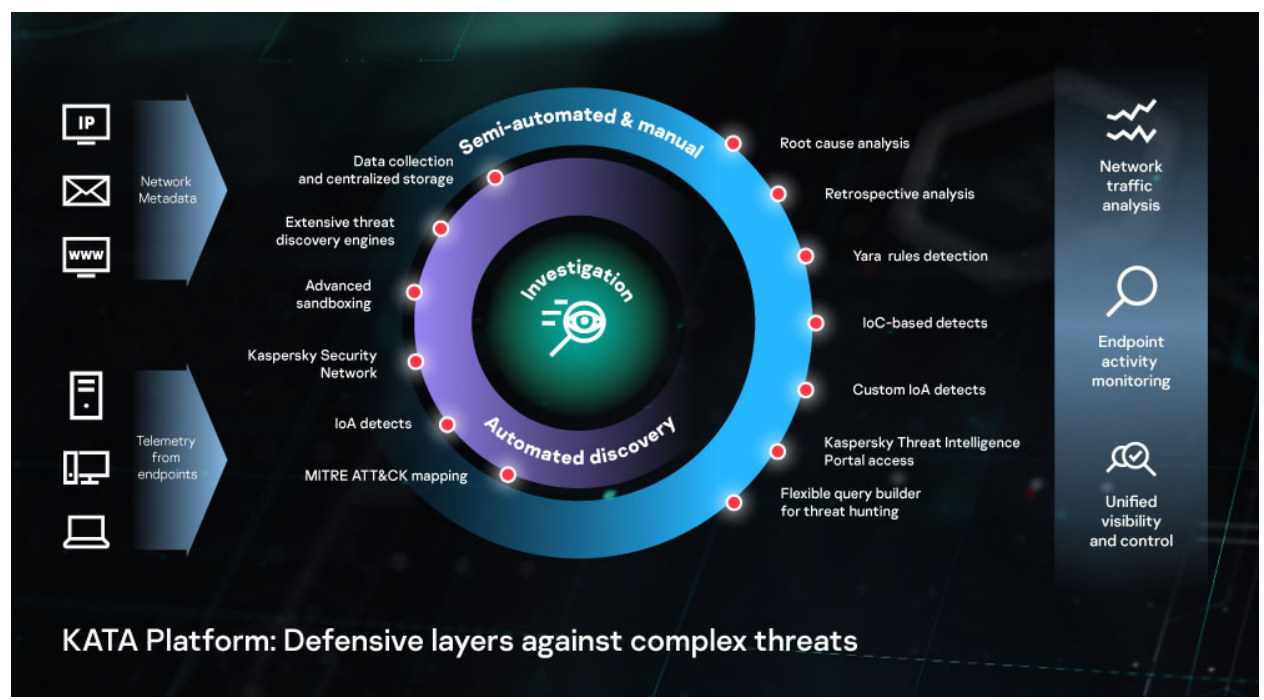 IP
WWW
Network
Metadata
Telemetry
from
endpoints
Semi-automated & manual
Data collection
and centralized storage
Extensive threat
discovery engines
Advanced
sandboxing
Kaspersky Security
Network
IoA detects
MITRE ATT&CK mapping
Investigation
Automated discovery
Root cause analysis
Retrospective analysis
Yara rules detection
IoC-based detects
Custom IoA detects
Kaspersky Threat Intelligence
Portal access
Flexible query builder
for threat hunting
Network
traffic
analysis
Endpoint
activity
monitoring
Unified
visibility
and control
KATA Platform: Defensive layers against complex threats